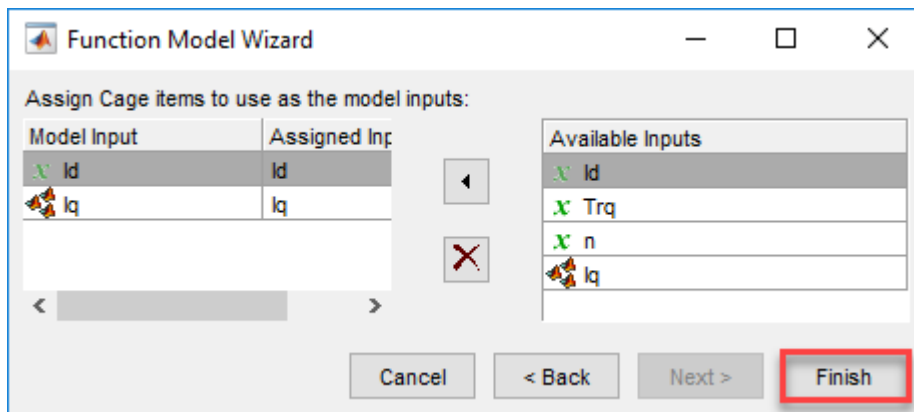 Function Model Wizard
Assign Cage items to use as the model inputs:
Model Input Assigned Inp
x Id Id
Iq Iq
Available Inputs
x Id
x Trq
x n
Iq
Cancel < Back Next > Finish